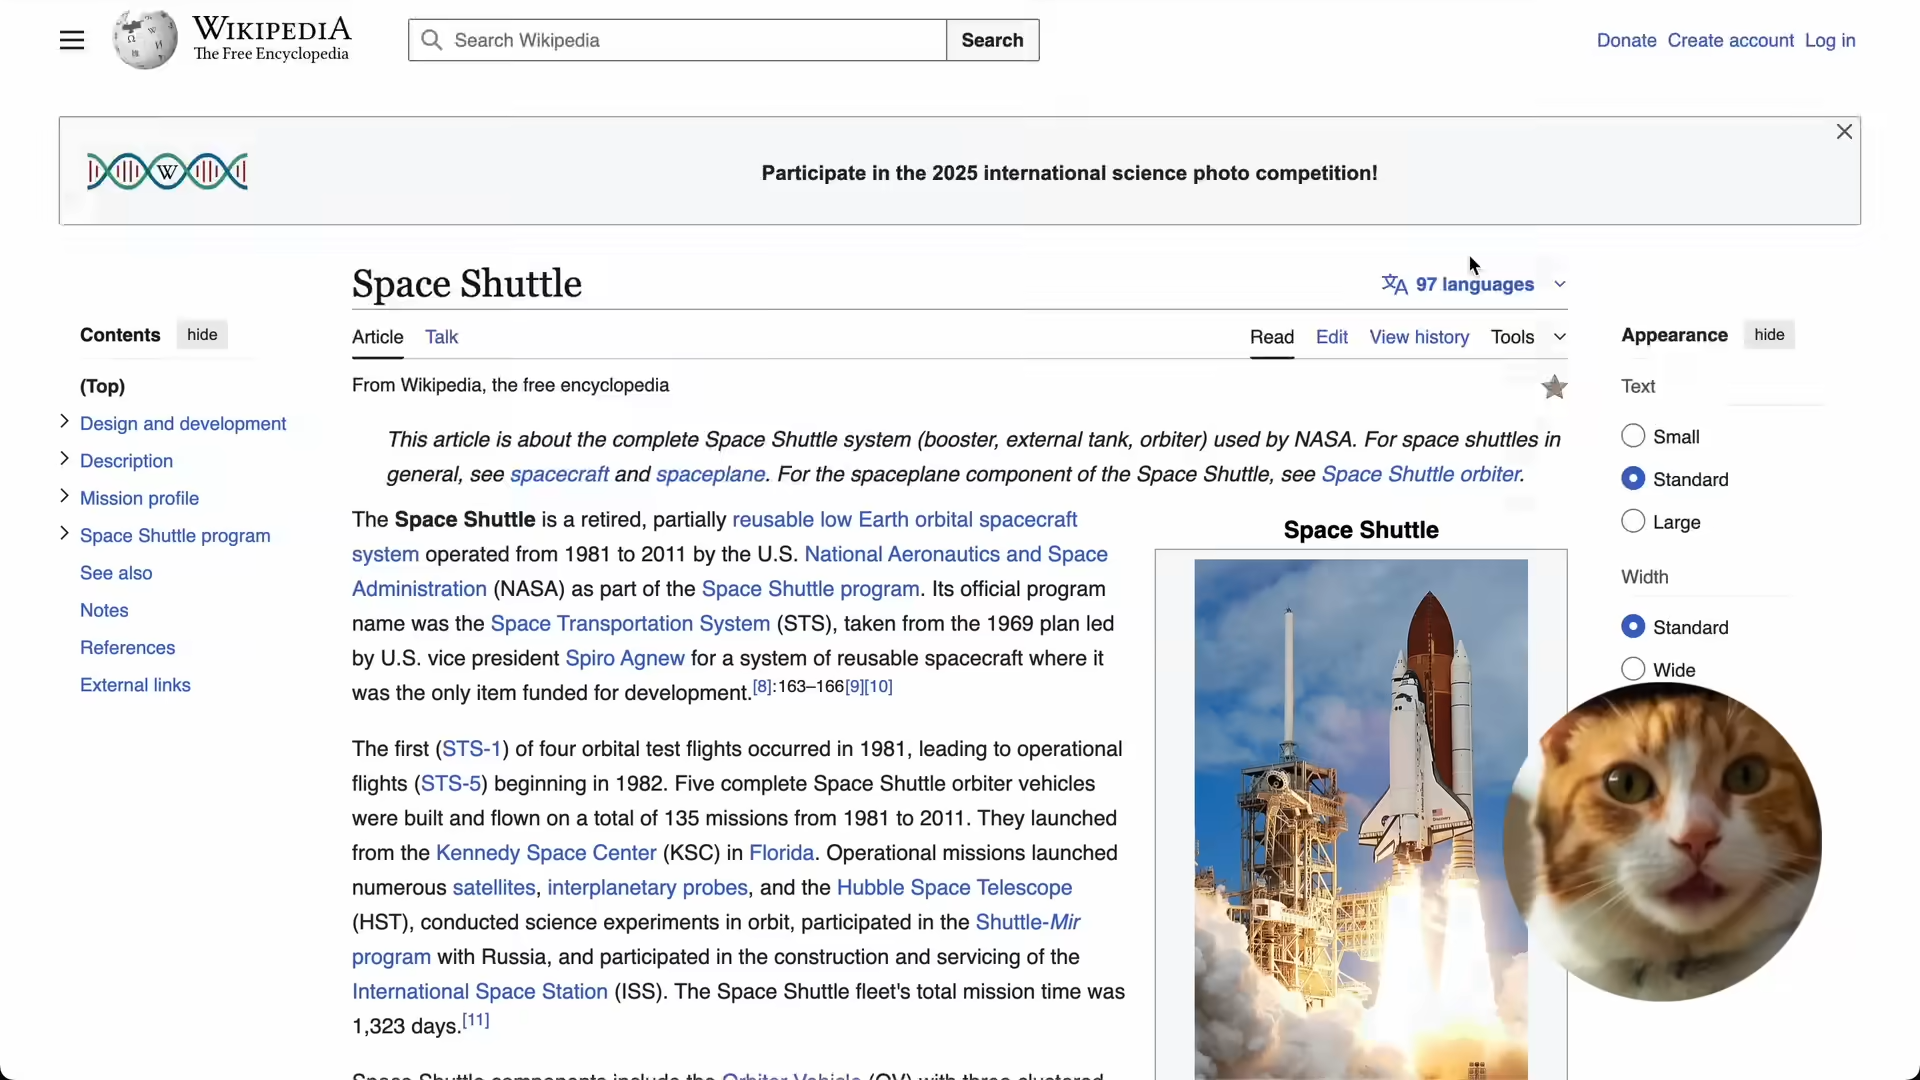 WIKIPEDIA
The Free Encyclopedia
Search Wikipedia
Search
Donate Create account Log in
W
Participate in the 2025 international science photo competition!
Space Shuttle
97 languages
Contents hide
(Top)
Design and development
Description
Mission profile
Space Shuttle program
See also
Notes
References
External links
Article Talk
Read Edit View history Tools
From Wikipedia, the free encyclopedia
This article is about the complete Space Shuttle system (booster, external tank, orbiter) used by NASA. For space shuttles in
general, see spacecraft and spaceplane. For the spaceplane component of the Space Shuttle, see Space Shuttle orbiter.
The Space Shuttle is a retired, partially reusable low Earth orbital spacecraft
system operated from 1981 to 2011 by the U.S. National Aeronautics and Space
Administration (NASA) as part of the Space Shuttle program. Its official program
name was the Space Transportation System (STS), taken from the 1969 plan led
by U.S. vice president Spiro Agnew for a system of reusable spacecraft where it
was the only item funded for development.[8]:163–166[9][10]
The first (STS-1) of four orbital test flights occurred in 1981, leading to operational
flights (STS-5) beginning in 1982. Five complete Space Shuttle orbiter vehicles
were built and flown on a total of 135 missions from 1981 to 2011. They launched
from the Kennedy Space Center (KSC) in Florida. Operational missions launched
numerous satellites, interplanetary probes, and the Hubble Space Telescope
(HST), conducted science experiments in orbit, participated in the Shuttle-Mir
program with Russia, and participated in the construction and servicing of the
International Space Station (ISS). The Space Shuttle fleet's total mission time was
1,323 days.[11]
Space Shuttle components include the Orbiter Vehicle (OV) with three clustered
Space Shuttle
Appearance hide
Text
Small
Standard
Large
Width
Standard
Wide